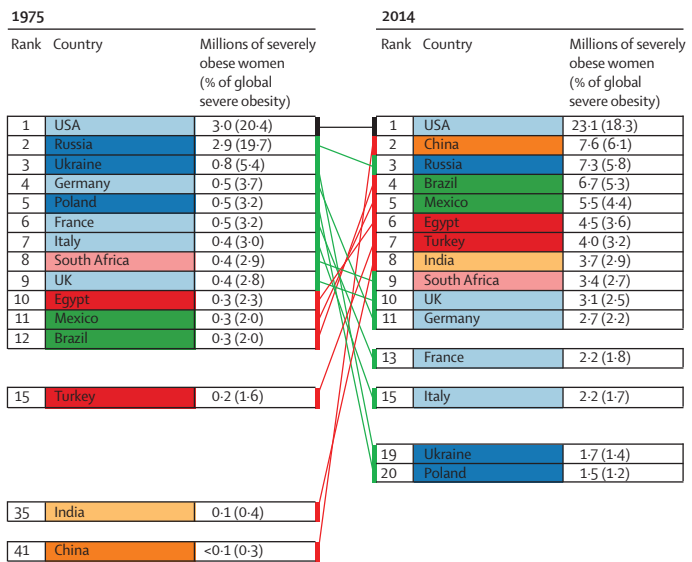 1975
Rank Country Millions of severely
obese women
(% of global
severe obesity)
1 USA 3·0 (20·4)
2 Russia 2·9 (19·7)
3 Ukraine 0·8 (5·4)
4 Germany 0·5 (3·7)
5 Poland 0·5 (3·2)
6 France 0·5 (3·2)
7 Italy 0·4 (3·0)
8 South Africa 0·4 (2·9)
9 UK 0·4 (2·8)
10 Egypt 0·3 (2·3)
11 Mexico 0·3 (2·0)
12 Brazil 0·3 (2·0)
15 Turkey 0·2 (1·6)
35 India 0·1 (0·4)
41 China <0·1 (0·3)
2014
Rank Country Millions of severely
obese women
(% of global
severe obesity)
1 USA 23·1 (18·3)
2 China 7·6 (6·1)
3 Russia 7·3 (5·8)
4 Brazil 6·7 (5·3)
5 Mexico 5·5 (4·4)
6 Egypt 4·5 (3·6)
7 Turkey 4·0 (3·2)
8 India 3·7 (2·9)
9 South Africa 3·4 (2·7)
10 UK 3·1 (2·5)
11 Germany 2·7 (2·2)
13 France 2·2 (1·8)
15 Italy 2·2 (1·7)
19 Ukraine 1·7 (1·4)
20 Poland 1·5 (1·2)